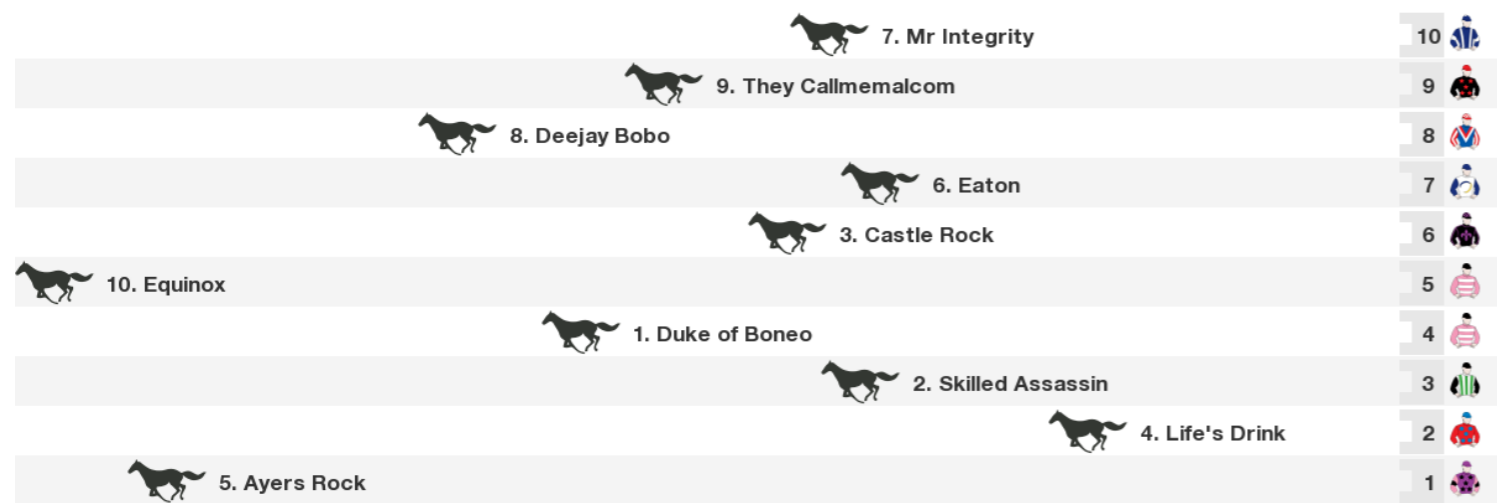 7. Mr Integrity 10
9. They Callmemalcom 9
8. Deejay Bobo 8
6. Eaton 7
3. Castle Rock 6
10. Equinox 5
1. Duke of Boneo 4
2. Skilled Assassin 3
4. Life's Drink 2
5. Ayers Rock 1